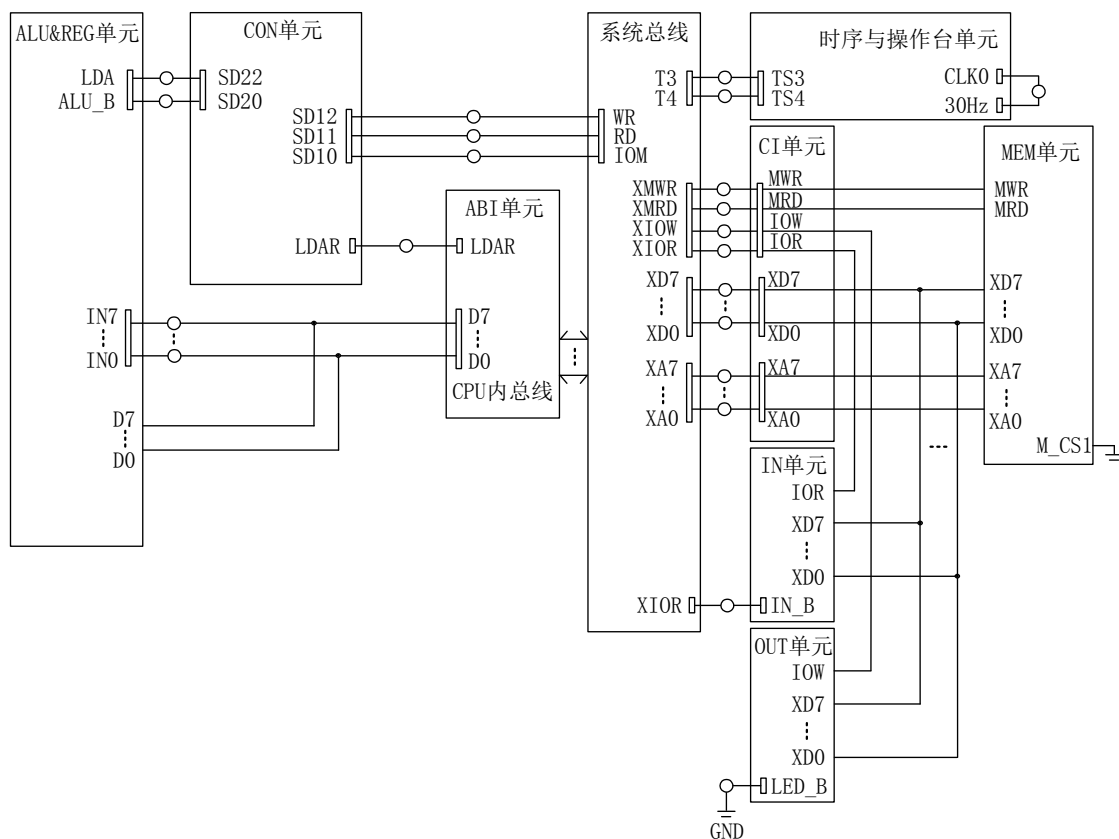 ALU&REG单元
LDA
ALU_B
IN7
IN0
D7
D0
CON单元
SD22
SD20
SD12
SD11
SD10
LDAR
ABI单元
LDAR
D7
D0
CPU内总线
系统总线
T3
T4
WR
RD
IOM
XMWR
XMRD
XIOW
XIOR
XD7
XD0
XA7
XA0
XIOR
时序与操作台单元
TS3
TS4
CLK0
30Hz
CI单元
MWR
MRD
IOW
IOR
XD7
XD0
XA7
XA0
MEM单元
MWR
MRD
XD7
XD0
XA7
XA0
M_CS1
IN单元
IOR
XD7
XD0
IN_B
OUT单元
IOW
XD7
XD0
LED_B
GND